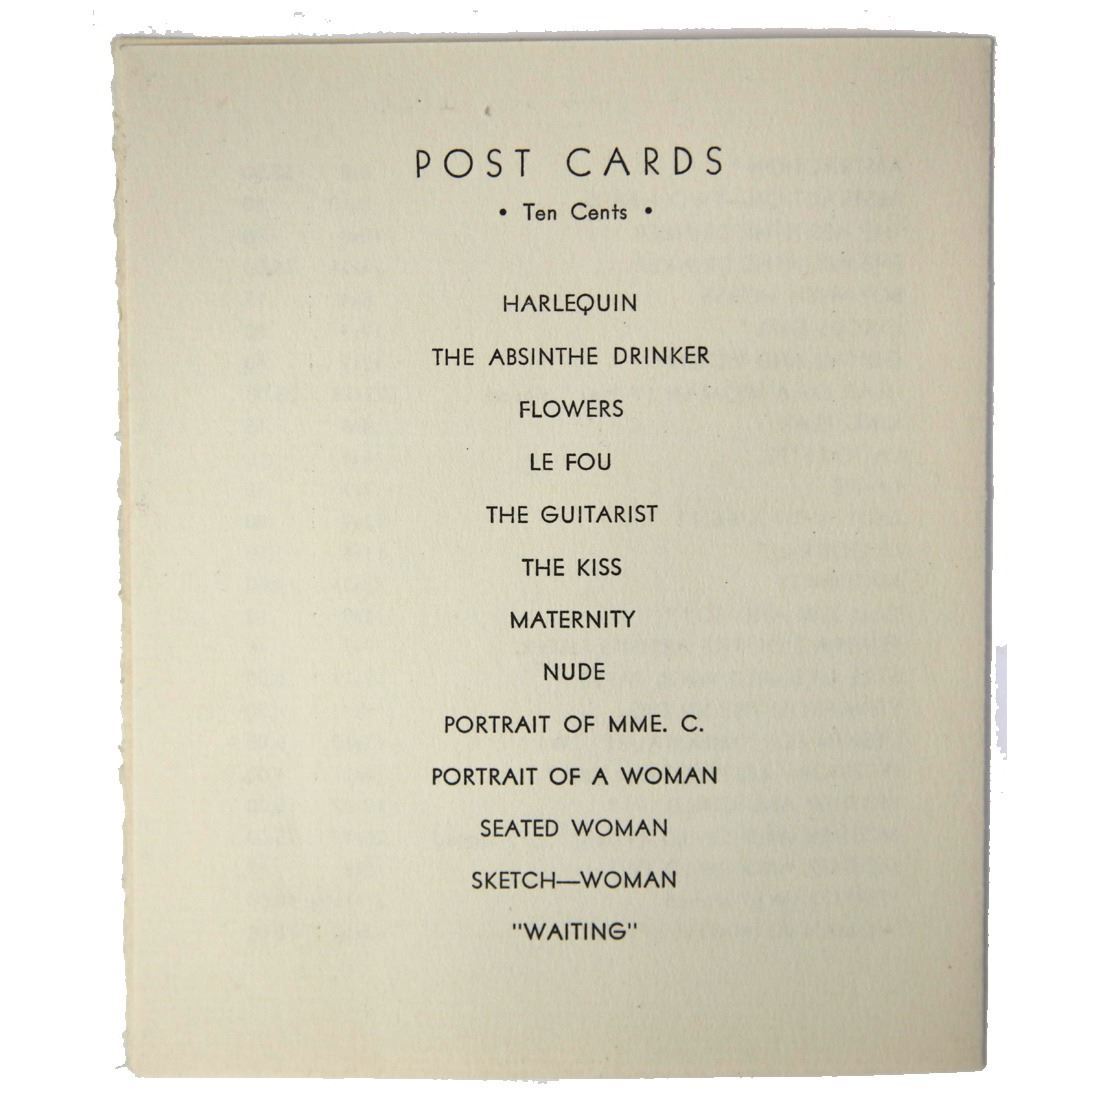 POST CARDS
• Ten Cents •
HARLEQUIN
THE ABSINTHE DRINKER
FLOWERS
LE FOU
THE GUITARIST
THE KISS
MATERNITY
NUDE
PORTRAIT OF MME. C.
PORTRAIT OF A WOMAN
SEATED WOMAN
SKETCH—WOMAN
"WAITING"